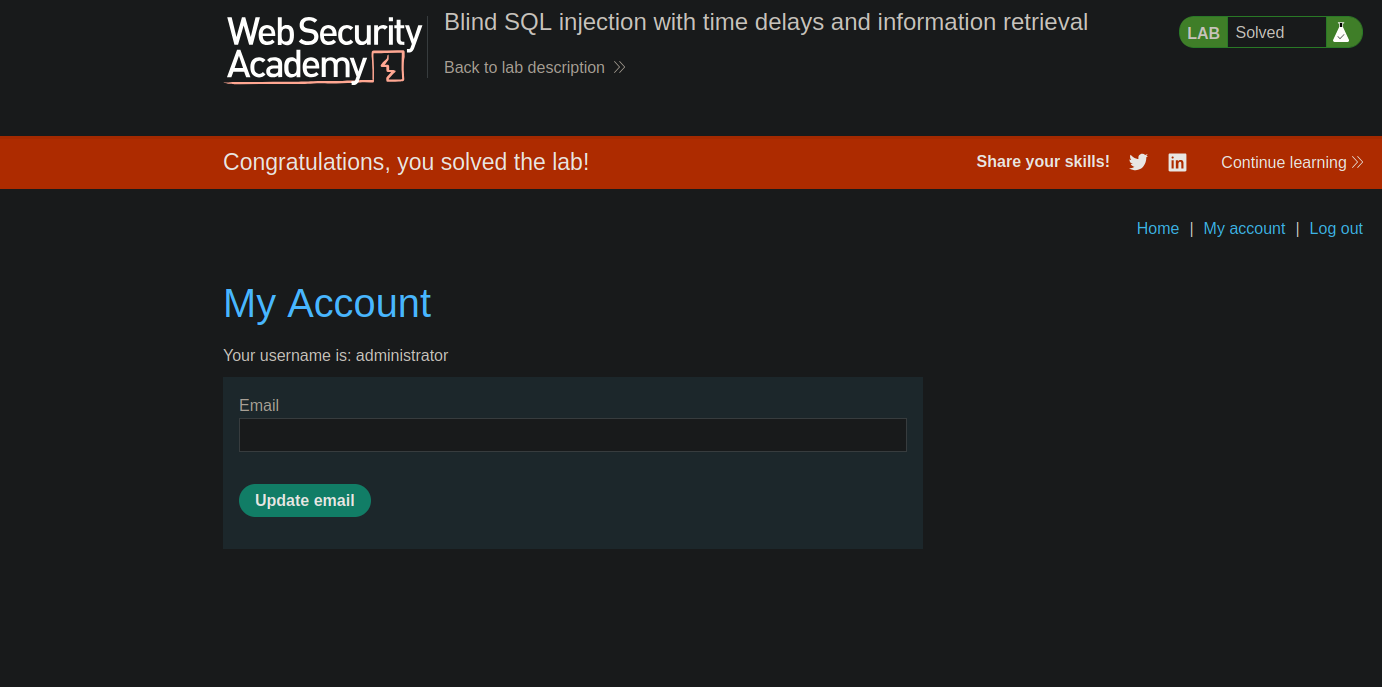 Web Security
Academy
Blind SQL injection with time delays and information retrieval
Back to lab description
LAB Solved
Congratulations, you solved the lab!
Share your skills!
in
Continue learning
Home | My account | Log out
My Account
Your username is: administrator
Email
Update email